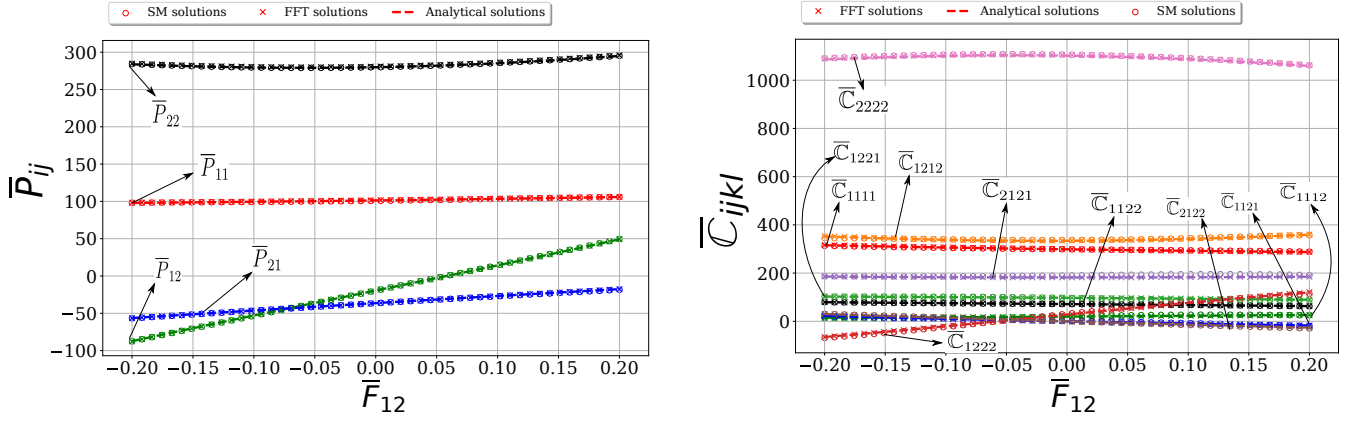 SM solutions FFT solutions Analytical solutions
300
250
200
150
100
50
0
−50
−100
P̅ij
P̅22
P̅11
P̅21
P̅12
−0.20 −0.15 −0.10 −0.05 0.00 0.05 0.10 0.15 0.20
F̅12
FFT solutions Analytical solutions SM solutions
1000
800
600
400
200
0
ℂ̅ijkl
ℂ̅2222
ℂ̅1221
ℂ̅1212
ℂ̅1111
ℂ̅2121
ℂ̅1122
ℂ̅2122
ℂ̅1121
ℂ̅1112
ℂ̅1222
−0.20 −0.15 −0.10 −0.05 0.00 0.05 0.10 0.15 0.20
F̅12